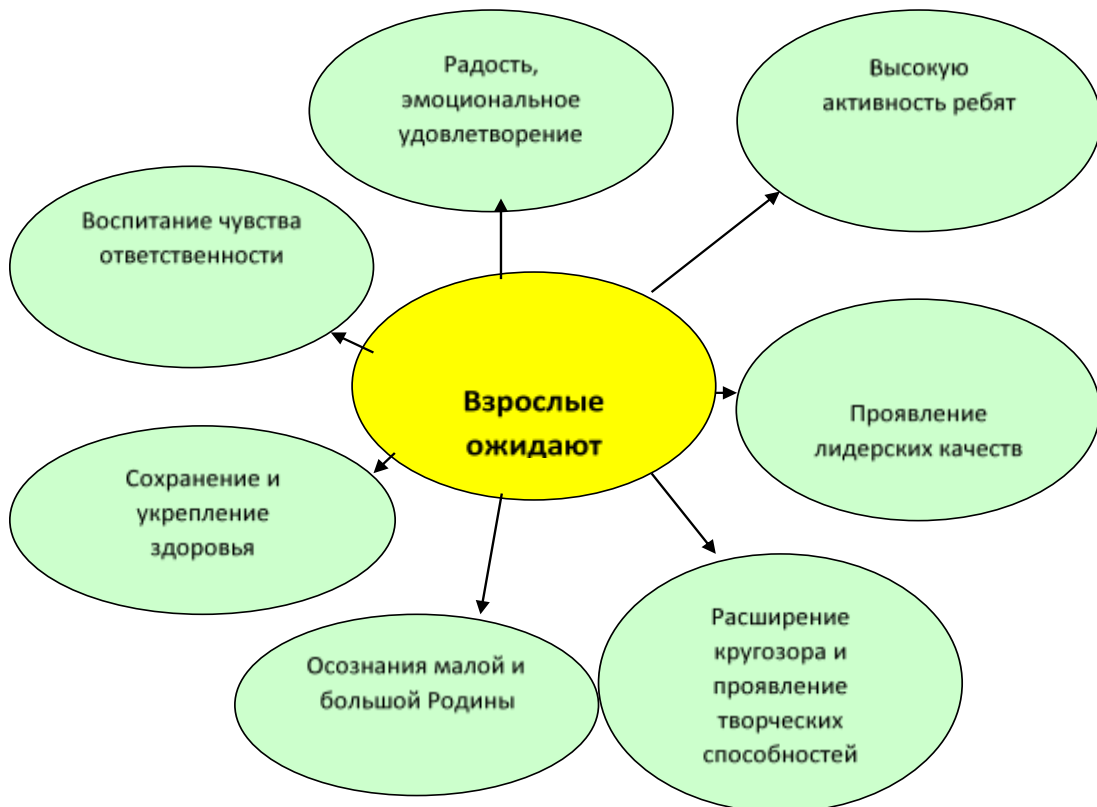 Радость,
эмоциональное
удовлетворение
Высокую
активность ребят
Воспитание чувства
ответственности
Взрослые
ожидают
Проявление
лидерских качеств
Сохранение и
укрепление
здоровья
Осознания малой и
большой Родины
Расширение
кругозора и
проявление
творческих
способностей